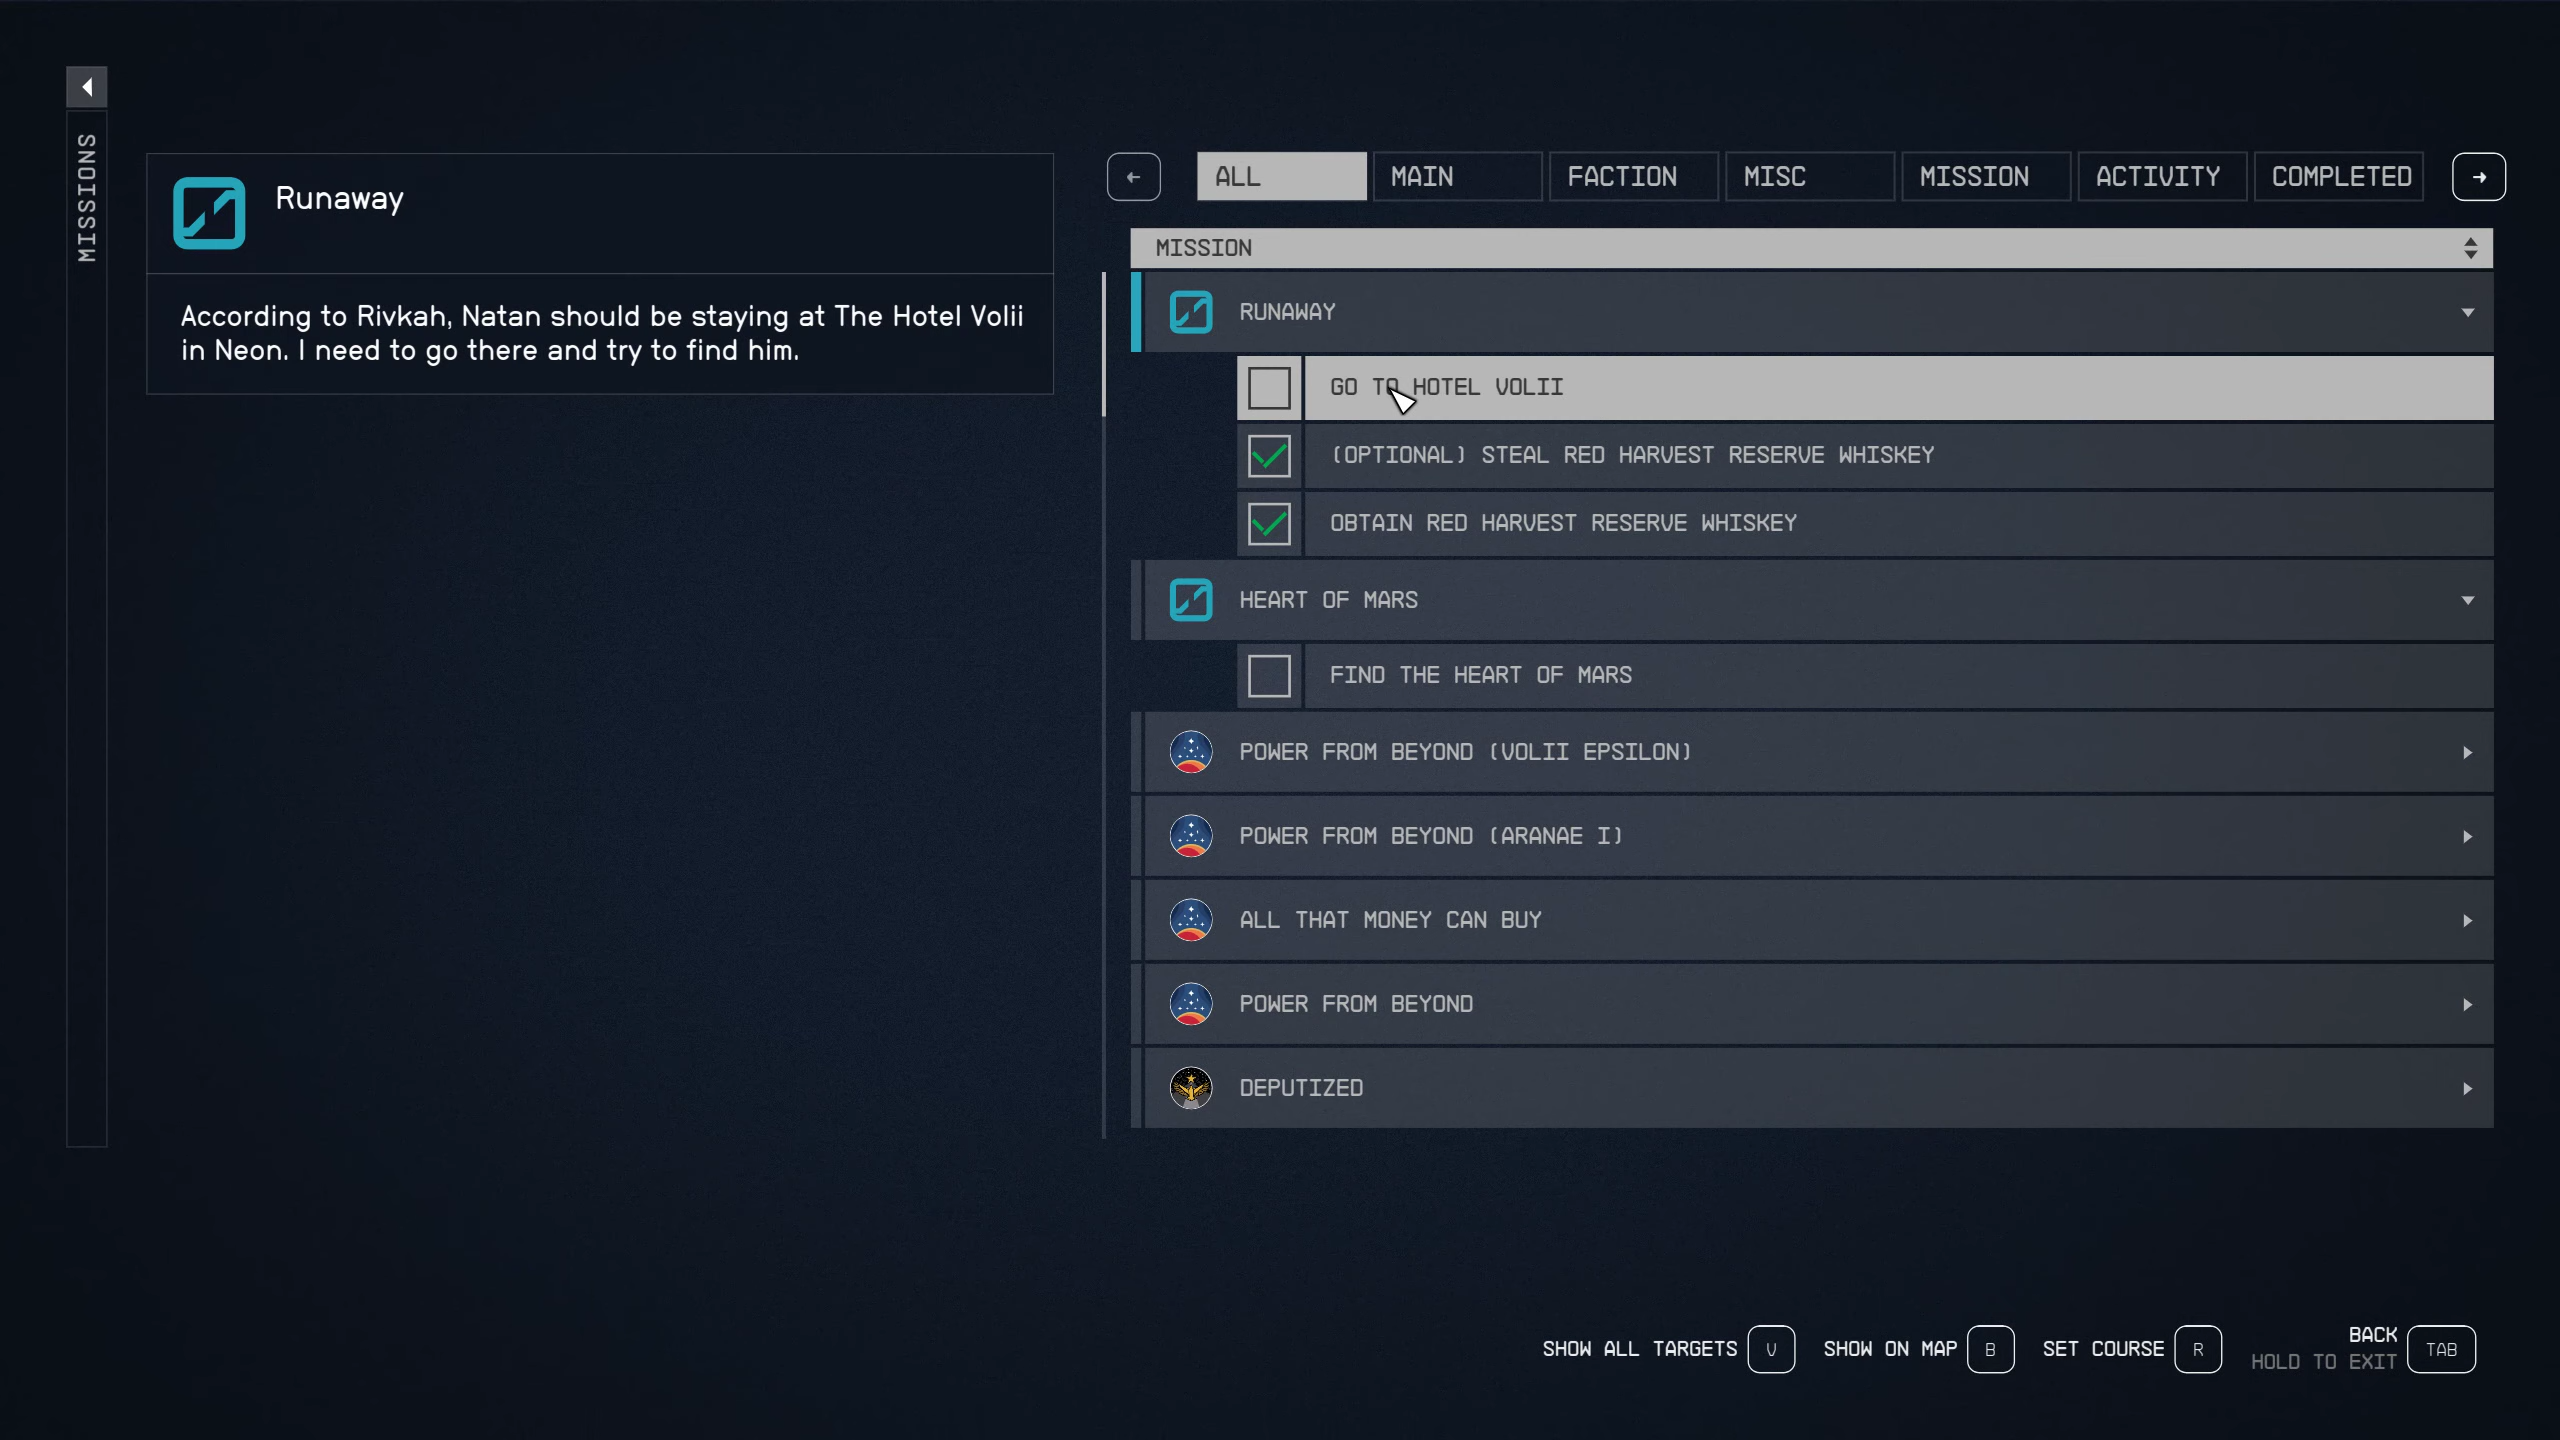 MISSIONS
Runaway
According to Rivkah, Natan should be staying at The Hotel Volii
in Neon. I need to go there and try to find him.
ALL MAIN FACTION MISC MISSION ACTIVITY COMPLETED
MISSION
RUNAWAY
GO TO HOTEL VOLII
(OPTIONAL) STEAL RED HARVEST RESERVE WHISKEY
OBTAIN RED HARVEST RESERVE WHISKEY
HEART OF MARS
FIND THE HEART OF MARS
POWER FROM BEYOND (VOLII EPSILON)
POWER FROM BEYOND (ARANAE I)
ALL THAT MONEY CAN BUY
POWER FROM BEYOND
DEPUTIZED
SHOW ALL TARGETS V SHOW ON MAP B SET COURSE R BACK TAB
HOLD TO EXIT